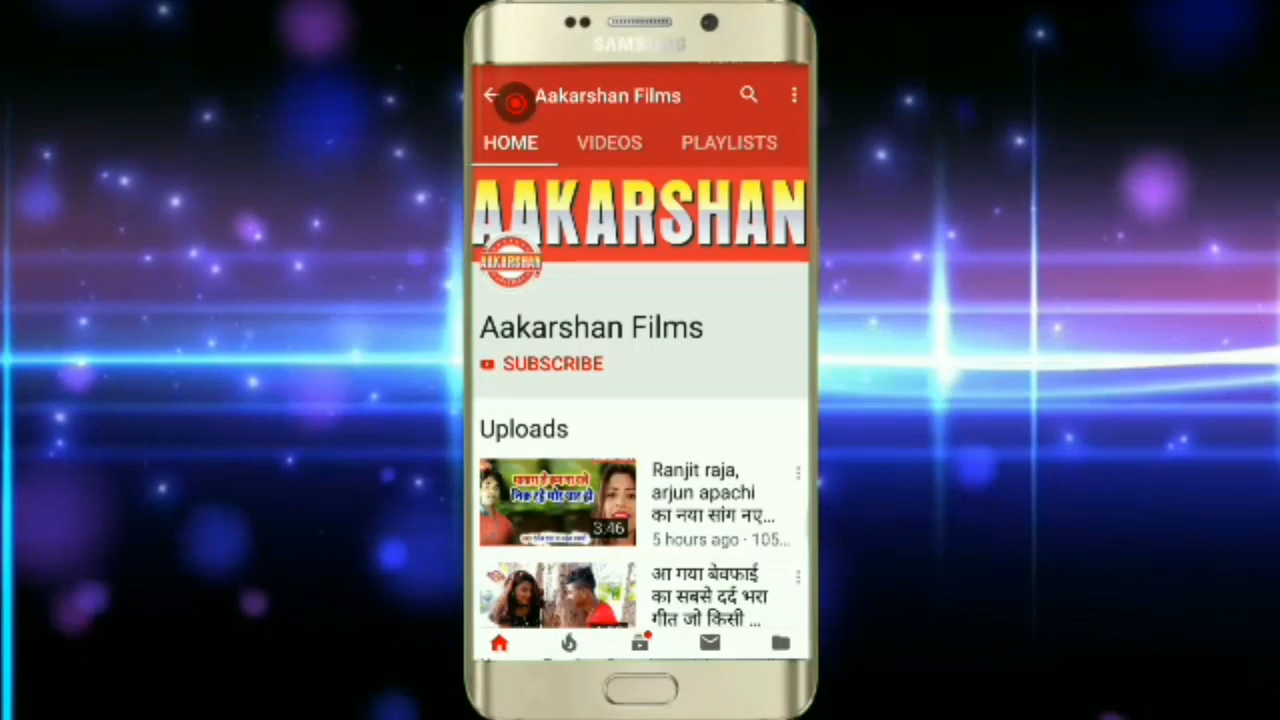 SAMSUNG
Aakarshan Films
HOME VIDEOS PLAYLISTS
AAKARSHAN
AAKARSHAN
Aakarshan Films
SUBSCRIBE
Uploads
3:46
Ranjit raja,
arjun apachi
का नया सांग नए...
5 hours ago · 105...
आ गया बेवफाई
का सबसे दर्द भरा
गीत जो किसी ...